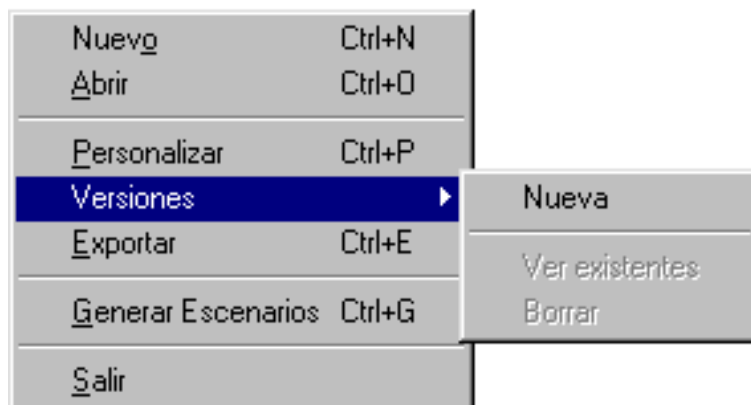 Nuevo Ctrl+N
Abrir Ctrl+O
Personalizar Ctrl+P
Versiones
Exportar Ctrl+E
Generar Escenarios Ctrl+G
Salir
Nueva
Ver existentes
Borrar